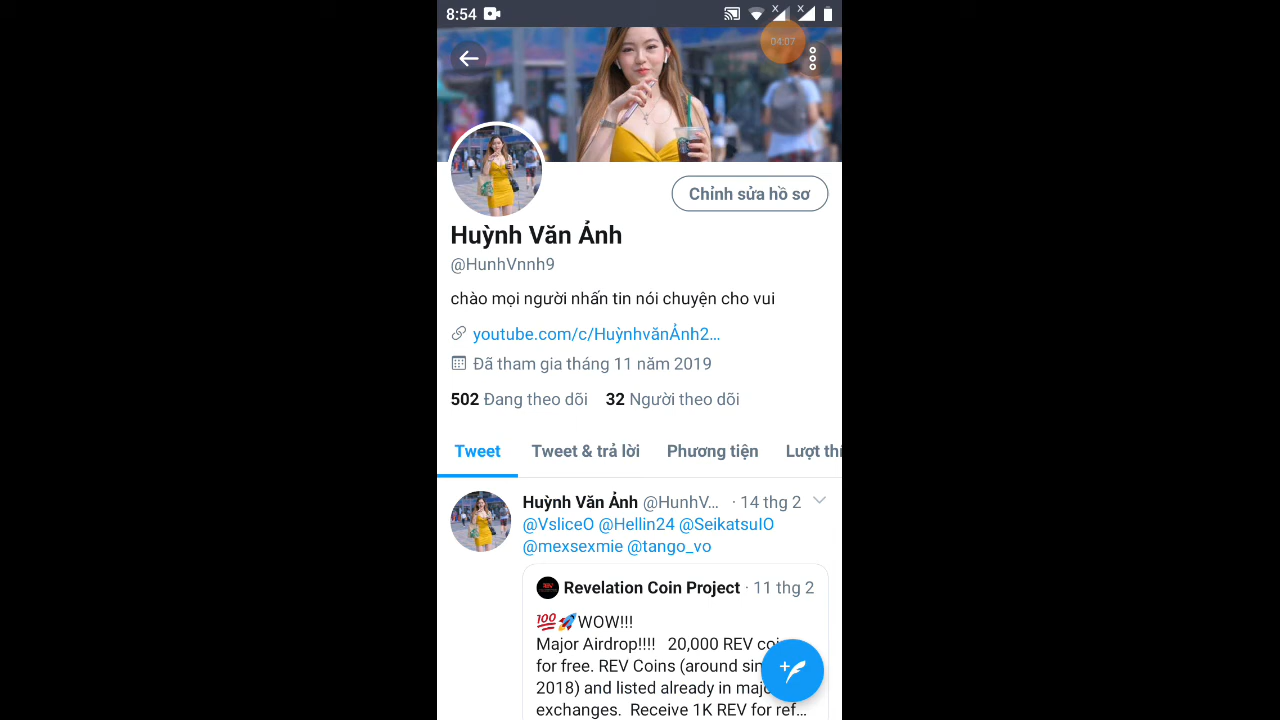 8:54
04:07
Chỉnh sửa hồ sơ
Huỳnh Văn Ảnh
@HunhVnnh9
chào mọi người nhấn tin nói chuyện cho vui
youtube.com/c/HuỳnhvănẢnh2…
Đã tham gia tháng 11 năm 2019
502 Đang theo dõi 32 Người theo dõi
Tweet Tweet & trả lời Phương tiện Lượt thí
Huỳnh Văn Ảnh @HunhV… · 14 thg 2
@VsliceO @Hellin24 @SeikatsuIO
@mexsexmie @tango_vo
Revelation Coin Project · 11 thg 2
💯🚀WOW!!!
Major Airdrop!!!! 20,000 REV
for free. REV Coins (around
2018) and listed already in
exchanges. Receive 1K REV for ref…